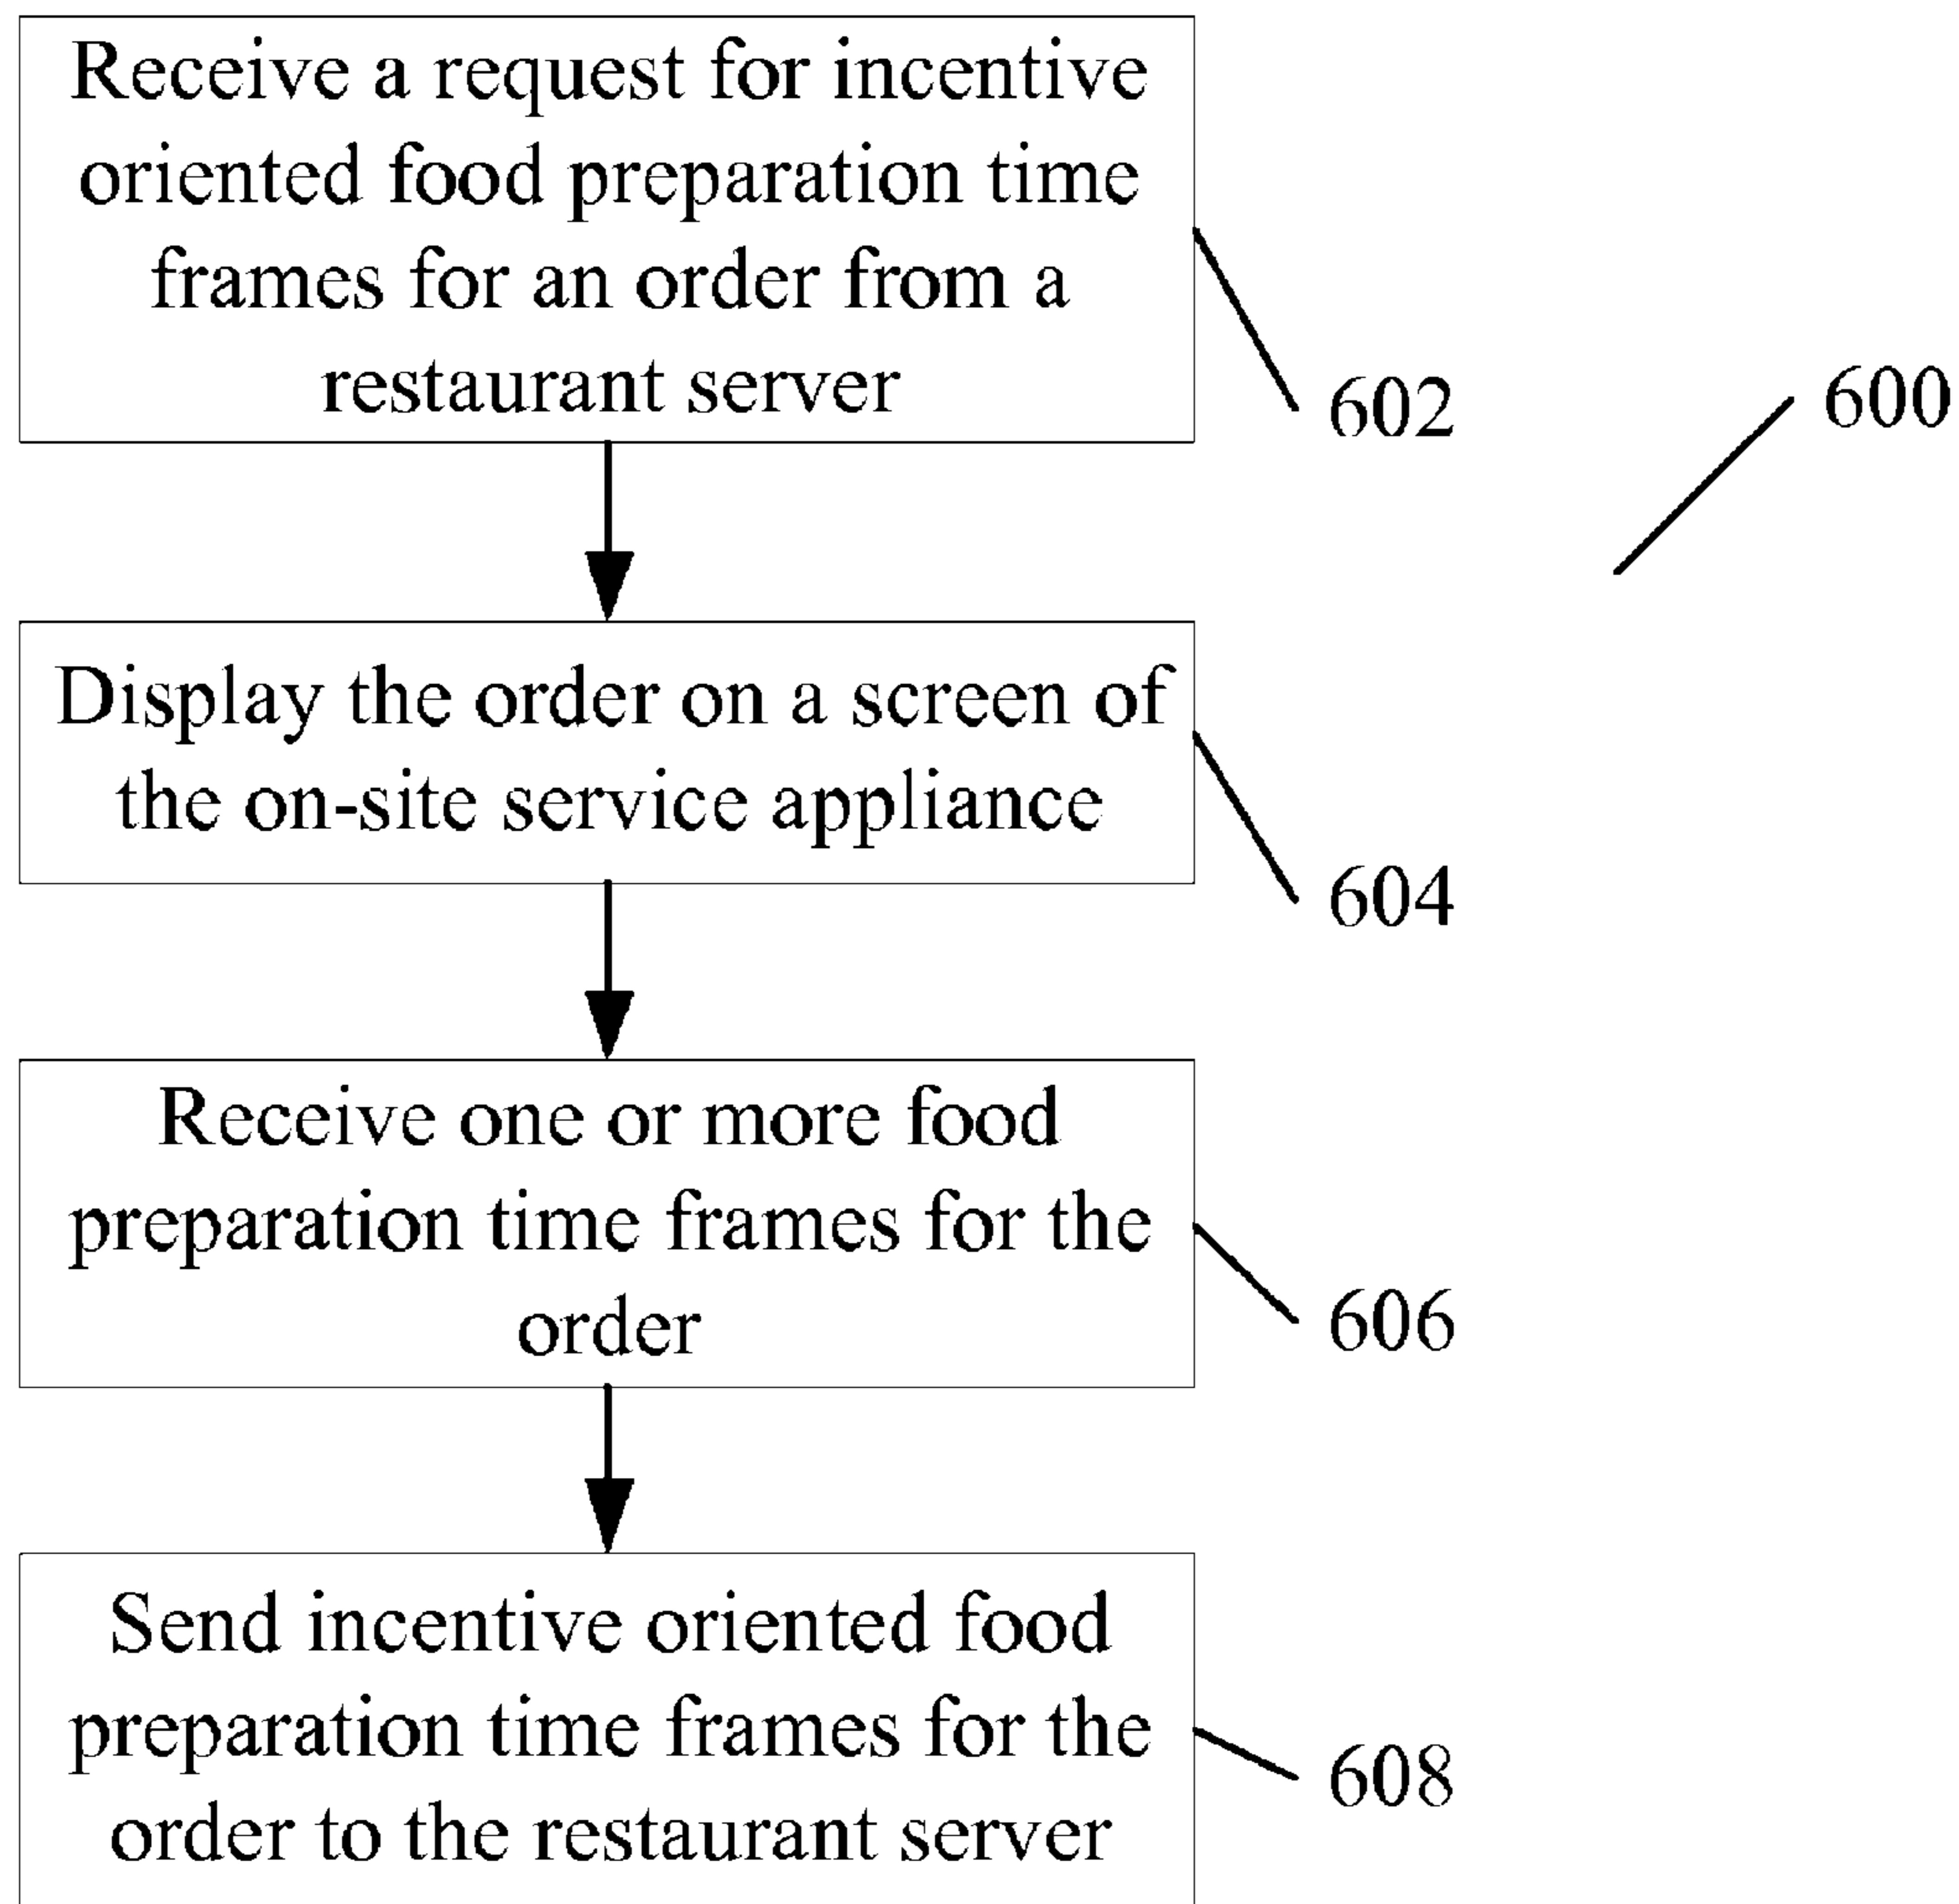 Receive a request for incentive
oriented food preparation time
frames for an order from a
restaurant server
602
600
Display the order on a screen of
the on-site service appliance
604
Receive one or more food
preparation time frames for the
order
606
Send incentive oriented food
preparation time frames for the
order to the restaurant server
608